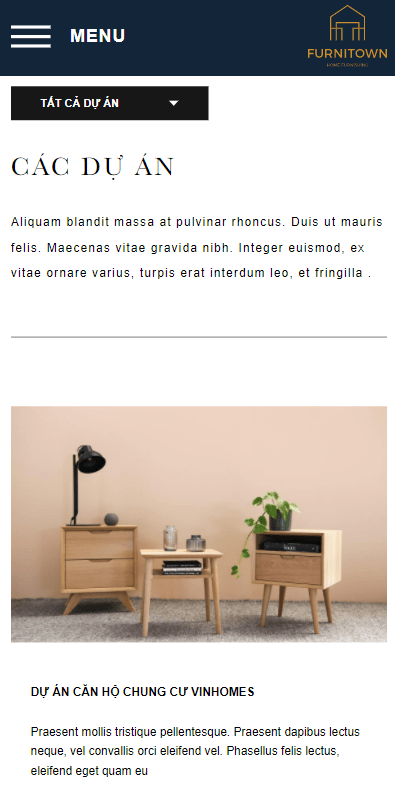 MENU
FURNITOWN
HOME FURNISHING
TẤT CẢ DỰ ÁN
CÁC DỰ ÁN
Aliquam blandit massa at pulvinar rhoncus. Duis ut mauris
felis. Maecenas vitae gravida nibh. Integer euismod, ex
vitae ornare varius, turpis erat interdum leo, et fringilla .
DỰ ÁN CĂN HỘ CHUNG CƯ VINHOMES
Praesent mollis tristique pellentesque. Praesent dapibus lectus
neque, vel convallis orci eleifend vel. Phasellus felis lectus,
eleifend eget quam eu